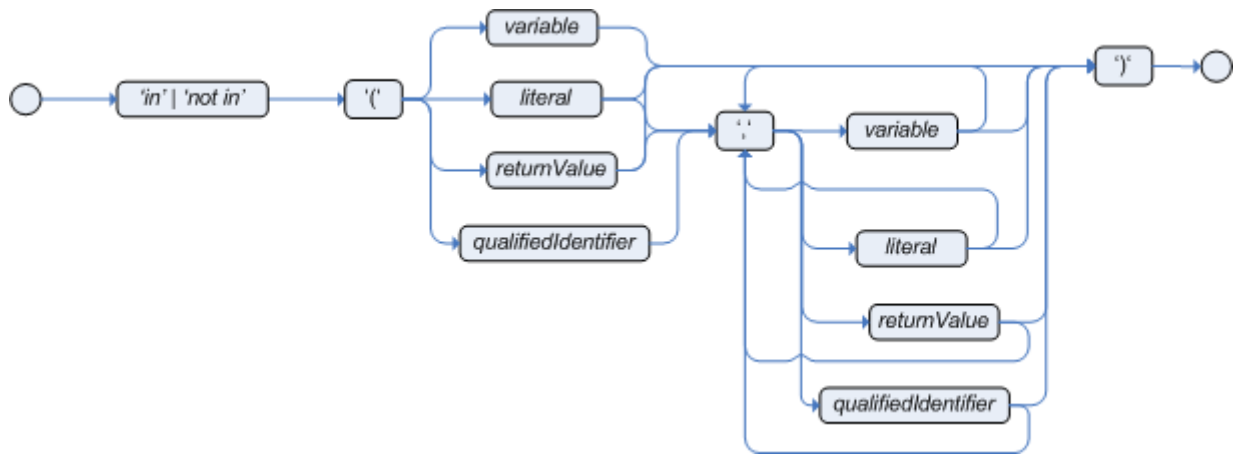 variable
'in' | 'not in'
'('
literal
')'
','
variable
returnValue
qualifiedIdentifier
literal
returnValue
qualifiedIdentifier